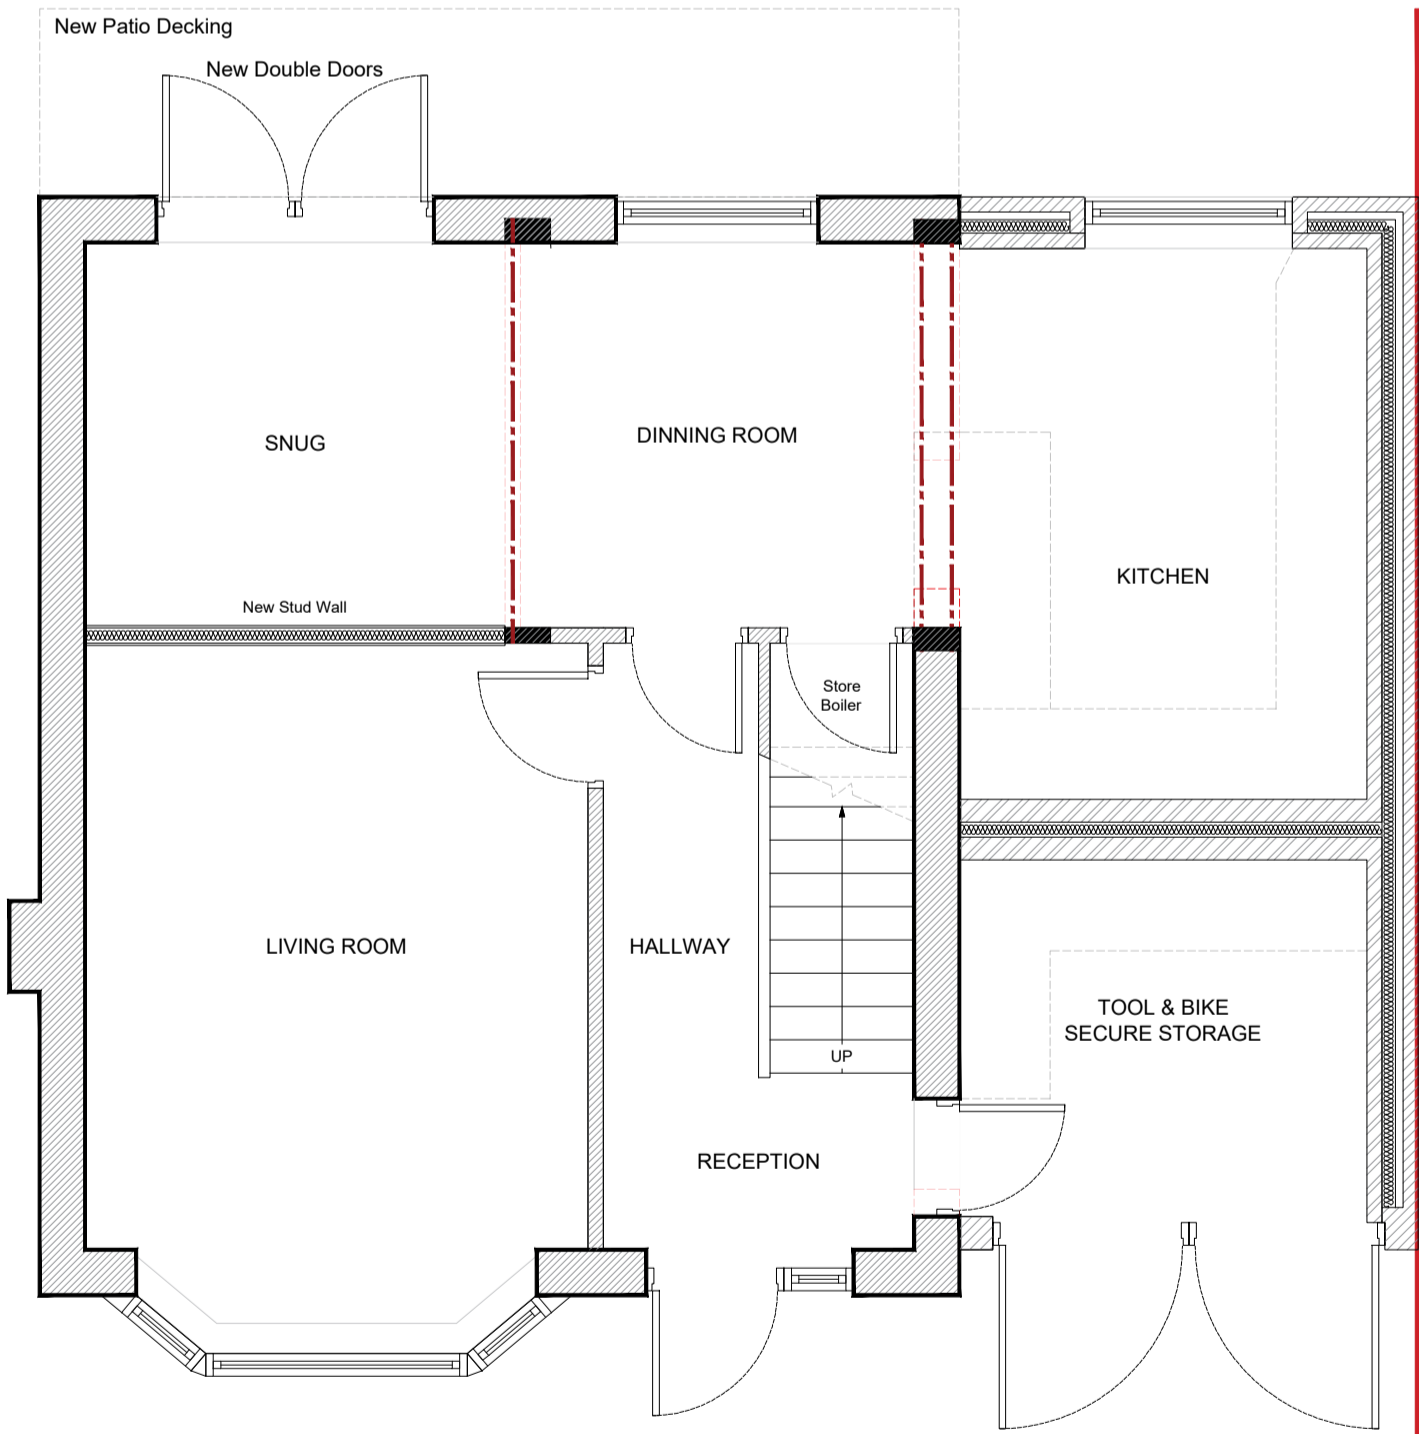 New Patio Decking
New Double Doors
SNUG
DINNING ROOM
KITCHEN
New Stud Wall
Store
Boiler
LIVING ROOM
HALLWAY
TOOL & BIKE
SECURE STORAGE
UP
RECEPTION